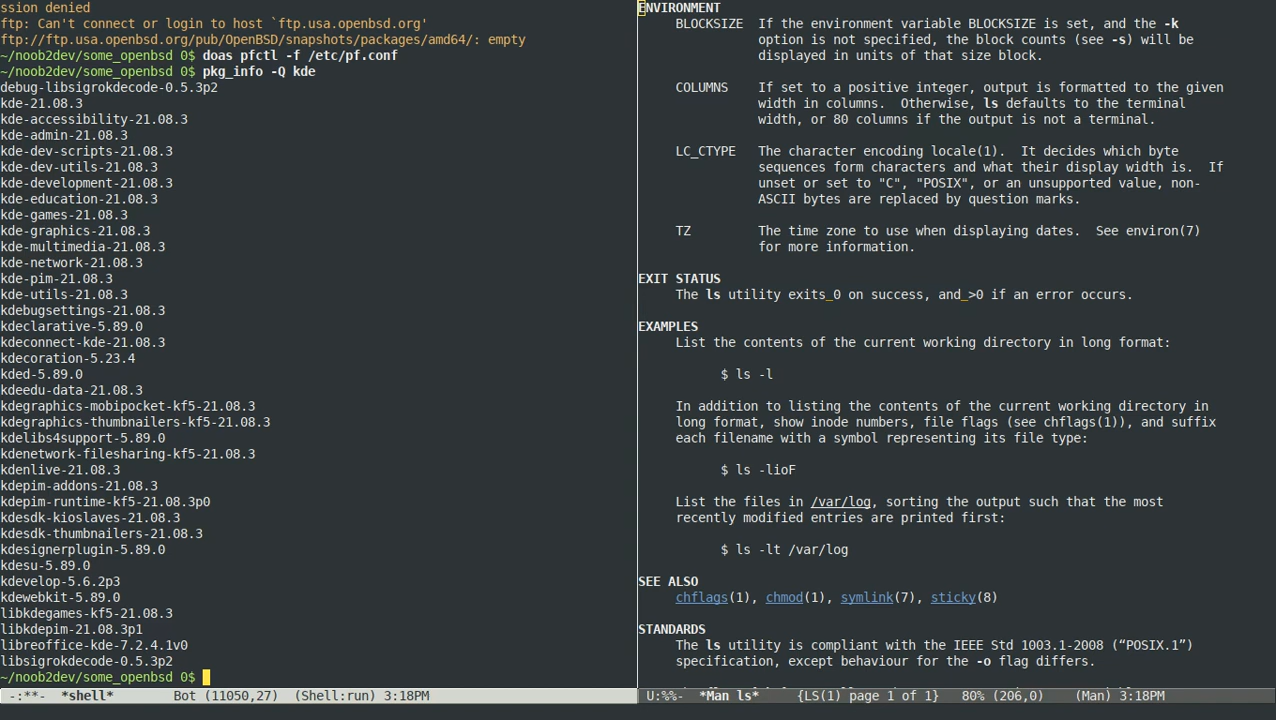 ssion denied
ftp: Can't connect or login to host `ftp.usa.openbsd.org'
ftp://ftp.usa.openbsd.org/pub/OpenBSD/snapshots/packages/amd64/: empty
~/noob2dev/some_openbsd 0$ doas pfctl -f /etc/pf.conf
~/noob2dev/some_openbsd 0$ pkg_info -Q kde
debug-libsigrokdecode-0.5.3p2
kde-21.08.3
kde-accessibility-21.08.3
kde-admin-21.08.3
kde-dev-scripts-21.08.3
kde-dev-utils-21.08.3
kde-development-21.08.3
kde-education-21.08.3
kde-games-21.08.3
kde-graphics-21.08.3
kde-multimedia-21.08.3
kde-network-21.08.3
kde-pim-21.08.3
kde-utils-21.08.3
kdebugsettings-21.08.3
kdeclarative-5.89.0
kdeconnect-kde-21.08.3
kdecoration-5.23.4
kded-5.89.0
kdeedu-data-21.08.3
kdegraphics-mobipocket-kf5-21.08.3
kdegraphics-thumbnailers-kf5-21.08.3
kdelibs4support-5.89.0
kdenetwork-filesharing-kf5-21.08.3
kdenlive-21.08.3
kdepim-addons-21.08.3
kdepim-runtime-kf5-21.08.3p0
kdesdk-kioslaves-21.08.3
kdesdk-thumbnailers-21.08.3
kdesignerplugin-5.89.0
kdesu-5.89.0
kdevelop-5.6.2p3
kdewebkit-5.89.0
libkdegames-kf5-21.08.3
libkdepim-21.08.3p1
libreoffice-kde-7.2.4.1v0
libsigrokdecode-0.5.3p2
~/noob2dev/some_openbsd 0$
-:**-  *shell*        Bot (11050,27)  (Shell:run) 3:18PM
ENVIRONMENT
BLOCKSIZE  If the environment variable BLOCKSIZE is set, and the -k
option is not specified, the block counts (see -s) will be
displayed in units of that size block.
COLUMNS    If set to a positive integer, output is formatted to the given
width in columns.  Otherwise, ls defaults to the terminal
width, or 80 columns if the output is not a terminal.
LC_CTYPE   The character encoding locale(1).  It decides which byte
sequences form characters and what their display width is.  If
unset or set to "C", "POSIX", or an unsupported value, non-
ASCII bytes are replaced by question marks.
TZ         The time zone to use when displaying dates.  See environ(7)
for more information.
EXIT STATUS
The ls utility exits_0 on success, and_>0 if an error occurs.
EXAMPLES
List the contents of the current working directory in long format:
$ ls -l
In addition to listing the contents of the current working directory in
long format, show inode numbers, file flags (see chflags(1)), and suffix
each filename with a symbol representing its file type:
$ ls -lioF
List the files in /var/log, sorting the output such that the most
recently modified entries are printed first:
$ ls -lt /var/log
SEE ALSO
chflags(1), chmod(1), symlink(7), sticky(8)
STANDARDS
The ls utility is compliant with the IEEE Std 1003.1-2008 (“POSIX.1”)
specification, except behaviour for the -o flag differs.
U:%%-  *Man ls*     {LS(1) page 1 of 1}   80% (206,0)    (Man) 3:18PM